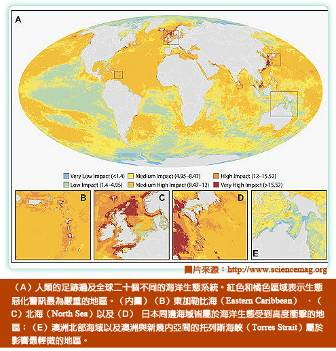 A
Very Low Impact (<1.4)
Medium Impact (4.95-8.47)
High Impact (12-15.52)
Low Impact (1.4-4.95)
Medium High Impact (8.47-12)
Very High Impact (>15.52)
B
C
D
E
圖片來源：http://www.sciencemag.org
（A）人類的足跡遍及全球二十個不同的海洋生態系統。紅色和橘色區域表示生態
惡化警訊最為嚴重的地區。（內圖）（B）東加勒比海（Eastern Caribbean）、
（C）北海（North Sea）以及（D）日本周邊海域皆屬於海洋生態受到高度衝擊的地
區；（E）澳洲北部海域以及澳洲與新幾內亞間的托列斯海峽（Torres Strait）屬於
影響最輕微的地區。